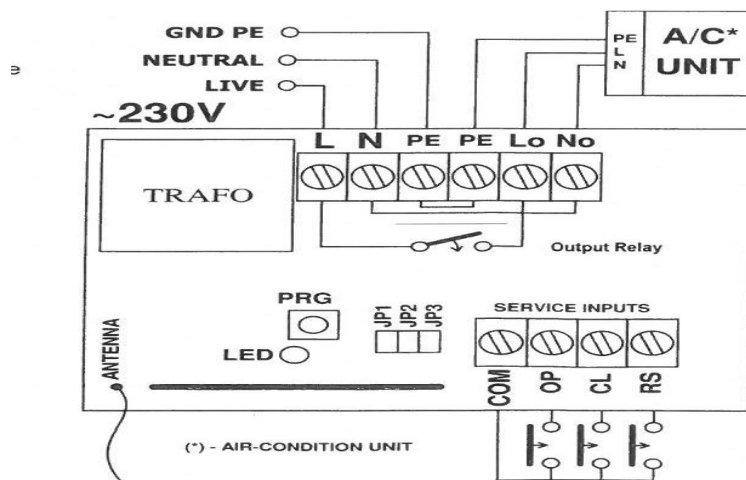 GND PE
NEUTRAL
LIVE
~230V
PE
L
N
A/C*
UNIT
L N PE PE Lo No
TRAFO
Output Relay
PRG
LED
JP1
JP2
JP3
SERVICE INPUTS
ANTENNA
COM
OP
CL
RS
(*) - AIR-CONDITION UNIT